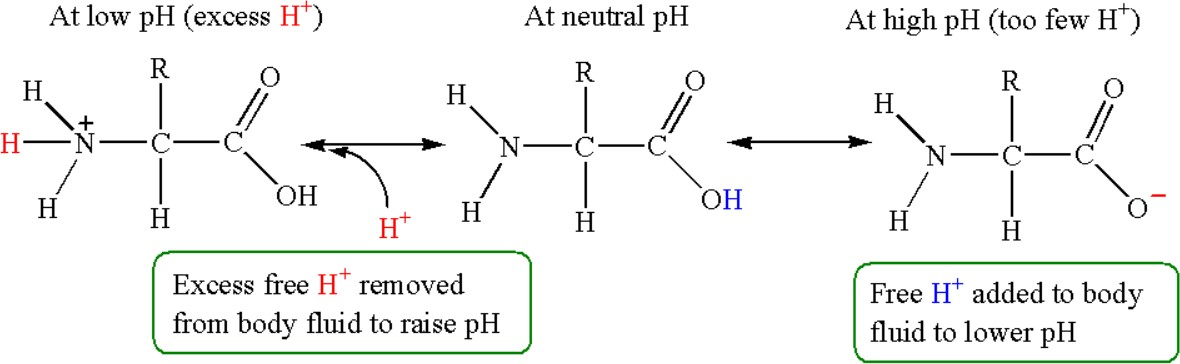 At low pH (excess H⁺)
At neutral pH
At high pH (too few H⁺)
H
H
H
N
+
R
C
H
C
O
OH
H⁺
H
H
N
R
C
H
C
O
OH
H
H
N
R
C
H
C
O
O⁻
Excess free H⁺ removed
from body fluid to raise pH
Free H⁺ added to body
fluid to lower pH